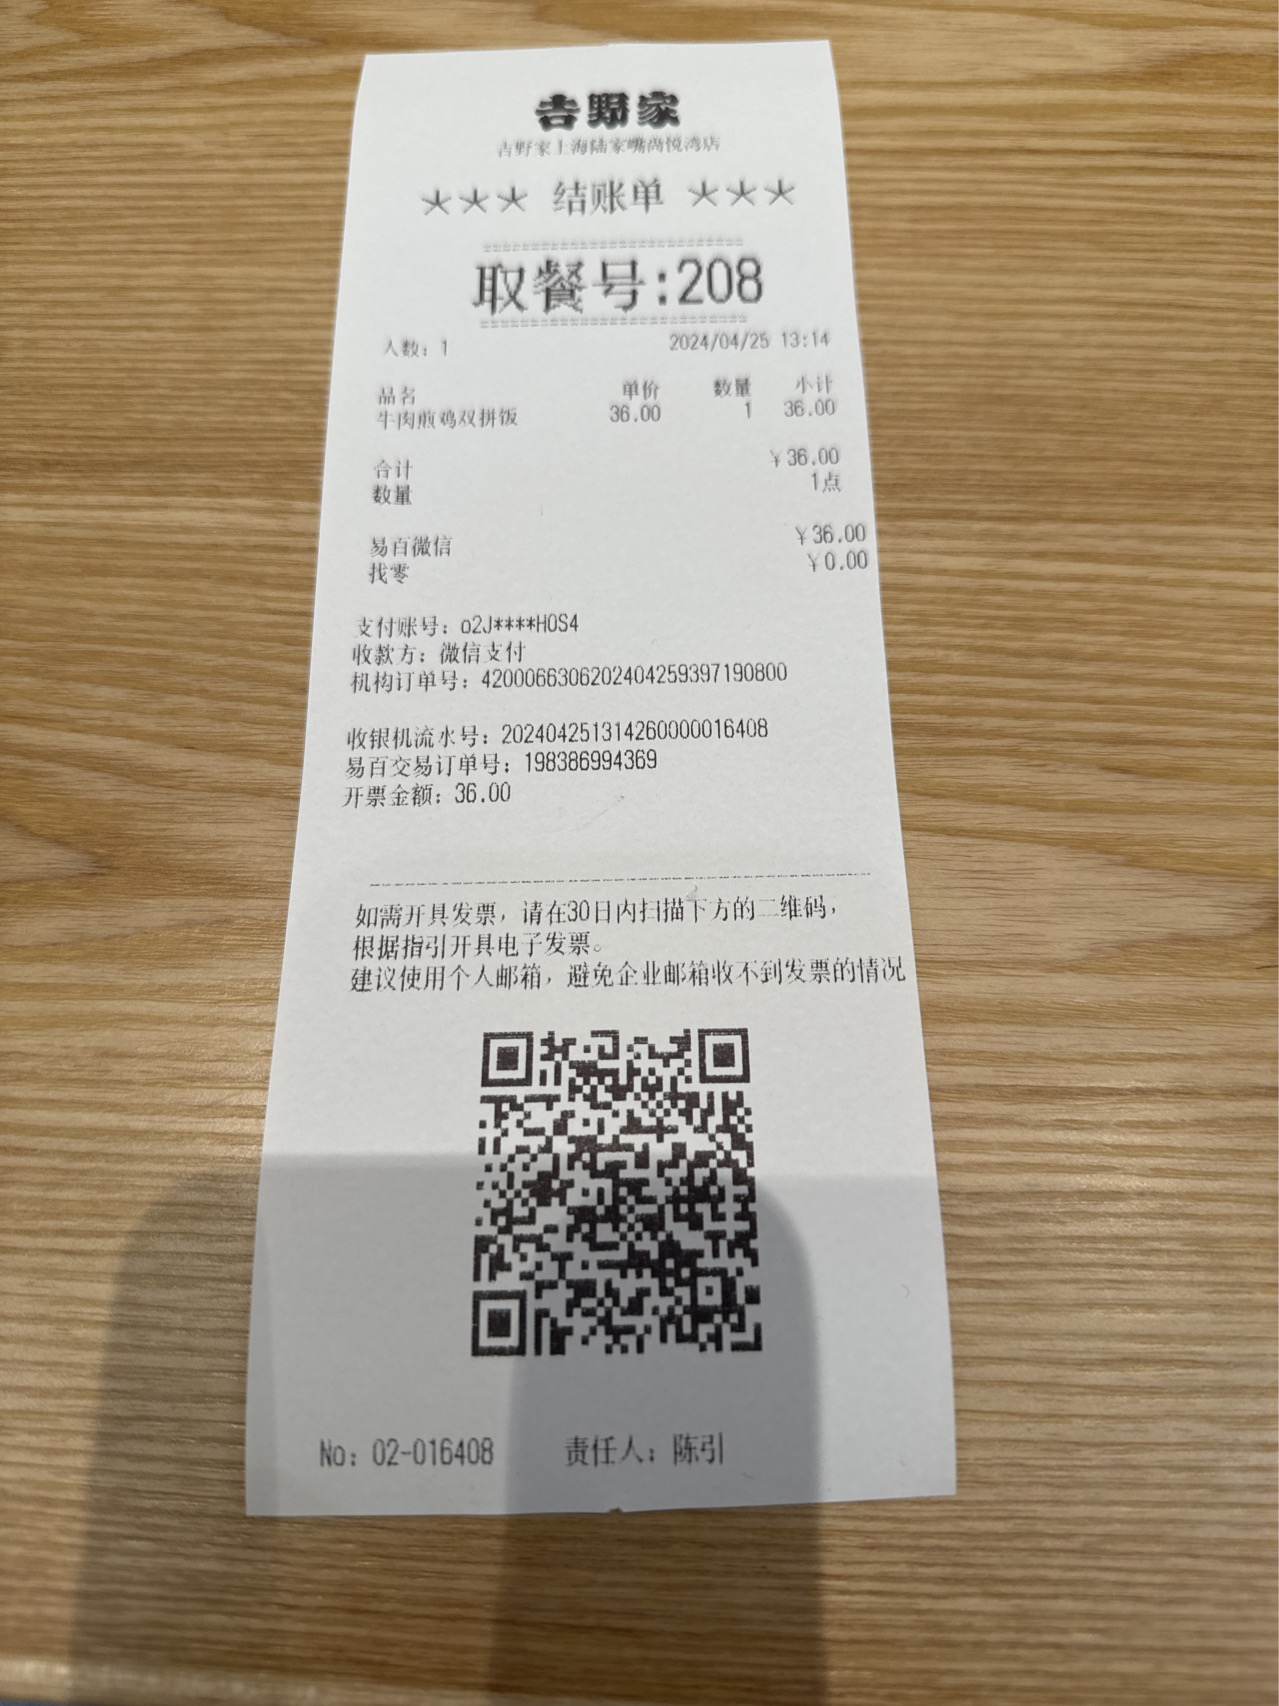 吉野家
吉野家上海陆家嘴尚悦湾店
*** 结账单 ***
取餐号:208
人数: 1 2024/04/25 13:14
品名 单价 数量 小计
牛肉煎鸡双拼饭 36.00 1 36.00
合计 ¥36.00
数量 1点
易百微信 ¥36.00
找零 ¥0.00
支付账号: o2J****H0S4
收款方: 微信支付
机构订单号: 4200066306202404259397190800
收银机流水号: 202404251314260000016408
易百交易订单号: 198386994369
开票金额: 36.00
如需开具发票，请在30日内扫描下方的二维码，
根据指引开具电子发票。
建议使用个人邮箱，避免企业邮箱收不到发票的情况
No: 02-016408 责任人: 陈引